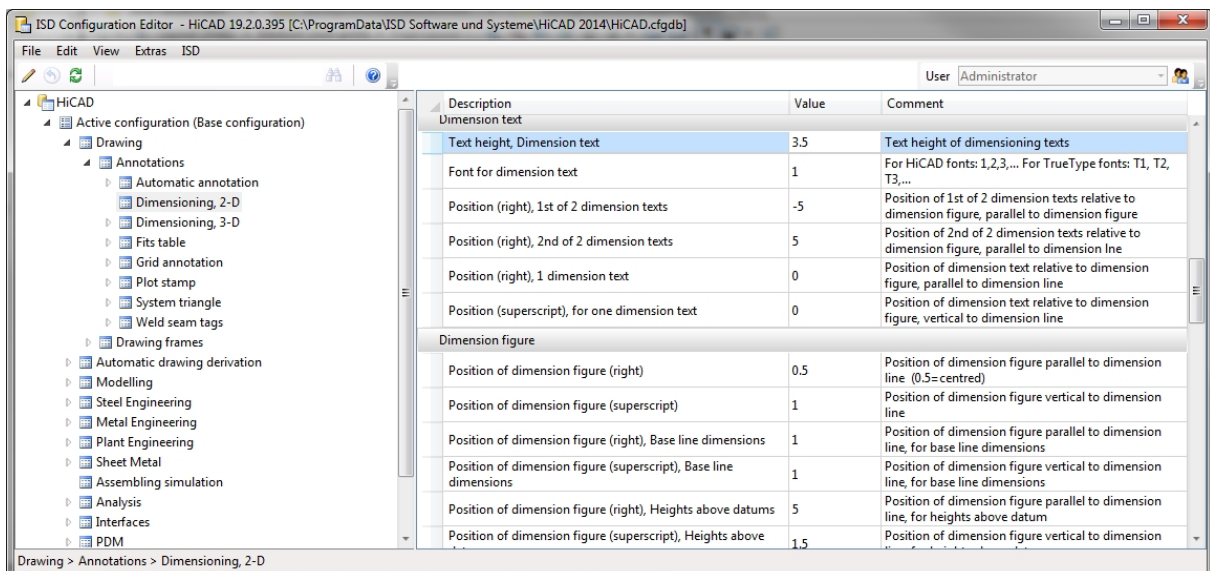 ISD Configuration Editor - HiCAD 19.2.0.395 [C:\ProgramData\ISD Software und Systeme\HiCAD 2014\HiCAD.cfgdb]
File Edit View Extras ISD
User Administrator
HiCAD
Active configuration (Base configuration)
Drawing
Annotations
Automatic annotation
Dimensioning, 2-D
Dimensioning, 3-D
Fits table
Grid annotation
Plot stamp
System triangle
Weld seam tags
Drawing frames
Automatic drawing derivation
Modelling
Steel Engineering
Metal Engineering
Plant Engineering
Sheet Metal
Assembling simulation
Analysis
Interfaces
PDM
Description Value Comment
Dimension text
Text height, Dimension text 3.5 Text height of dimensioning texts
Font for dimension text 1 For HiCAD fonts: 1,2,3,... For TrueType fonts: T1, T2,
T3,...
Position (right), 1st of 2 dimension texts -5 Position of 1st of 2 dimension texts relative to
dimension figure, parallel to dimension figure
Position (right), 2nd of 2 dimension texts 5 Position of 2nd of 2 dimension texts relative to
dimension figure, parallel to dimension lne
Position (right), 1 dimension text 0 Position of dimension text relative to dimension
figure, parallel to dimension line
Position (superscript), for one dimension text 0 Position of dimension text relative to dimension
figure, vertical to dimension line
Dimension figure
Position of dimension figure (right) 0.5 Position of dimension figure parallel to dimension
line (0.5=centred)
Position of dimension figure (superscript) 1 Position of dimension figure vertical to dimension
line
Position of dimension figure (right), Base line dimensions 1 Position of dimension figure parallel to dimension
line, for base line dimensions
Position of dimension figure (superscript), Base line
dimensions 1 Position of dimension figure vertical to dimension
line, for base line dimensions
Position of dimension figure (right), Heights above datums 5 Position of dimension figure parallel to dimension
line, for heights above datum
Position of dimension figure (superscript), Heights above 1.5 Position of dimension figure vertical to dimension
Drawing > Annotations > Dimensioning, 2-D